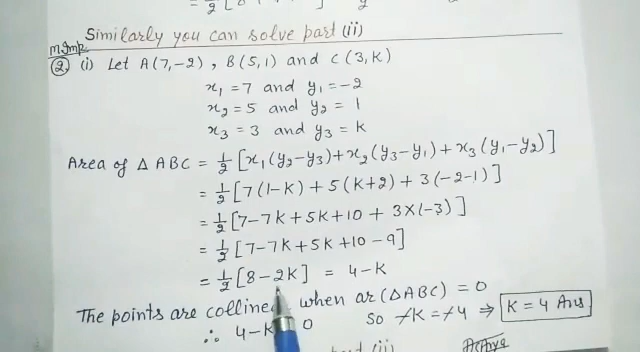 Similarly you can solve part (ii)
M.Imp.
② (i) Let A(7,-2), B(5,1) and C(3,K)
x₁ = 7 and y₁ = -2
x₂ = 5 and y₂ = 1
x₃ = 3 and y₃ = K
Area of Δ ABC = 1/2 [x₁(y₂-y₃)+x₂(y₃-y₁)+x₃(y₁-y₂)]
= 1/2 [7(1-K) + 5(K+2) + 3(-2-1)]
= 1/2 [7-7K+5K+10 + 3×(-3)]
= 1/2 [7-7K+5K+10-9]
= 1/2 [8-2K] = 4-K
The points are when ar(ΔABC) = 0
∴ 4-K 0 So -K = -4 ⇒ K = 4 Ans